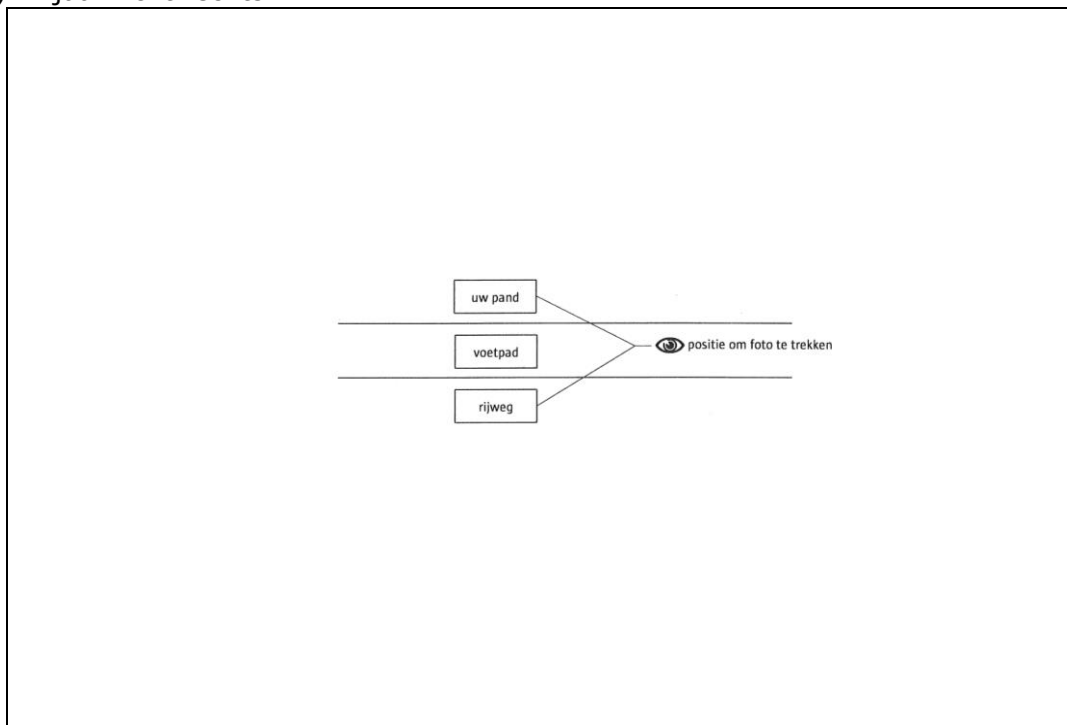 uw pand
voetpad
positie om foto te trekken
rijweg